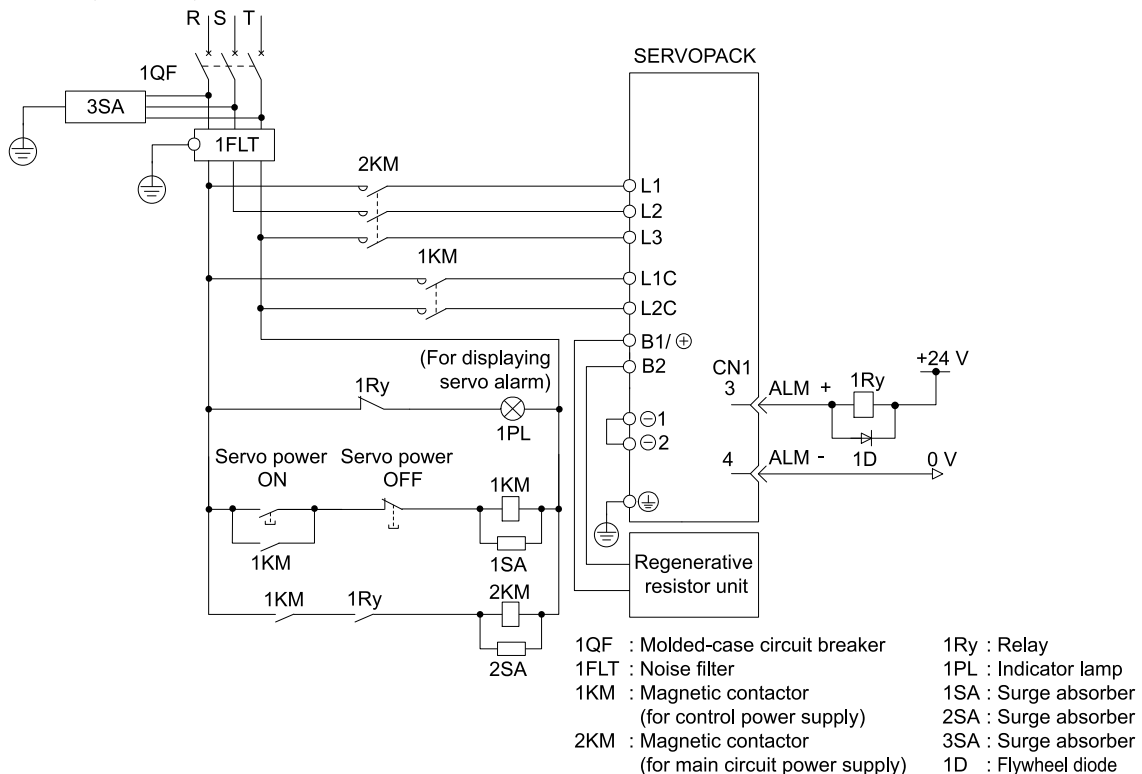 R S T
SERVOPACK
1QF
3SA
1FLT
2KM
L1
L2
L3
1KM
L1C
L2C
B1/⊕
B2
(For displaying
servo alarm)
CN1
+24 V
1Ry
3
ALM +
1Ry
1PL
⊖1
⊖2
1D
4
ALM -
0 V
Servo power
ON
Servo power
OFF
1KM
1KM
1SA
Regenerative
resistor unit
1KM
1Ry
2KM
2SA
1QF : Molded-case circuit breaker
1FLT : Noise filter
1KM : Magnetic contactor
(for control power supply)
2KM : Magnetic contactor
(for main circuit power supply)
1Ry : Relay
1PL : Indicator lamp
1SA : Surge absorber
2SA : Surge absorber
3SA : Surge absorber
1D : Flywheel diode